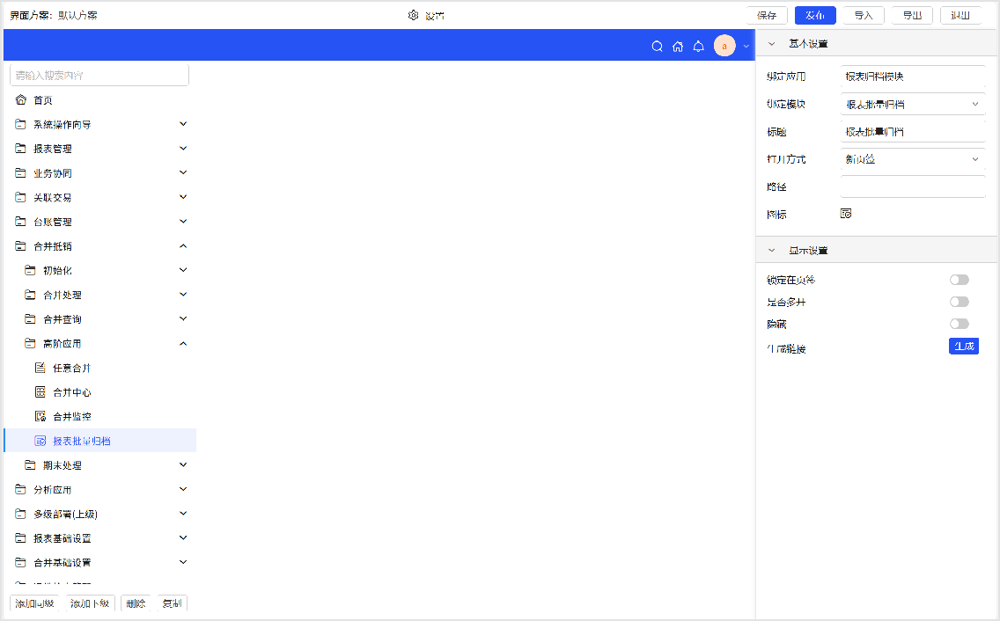 界面方案：默认方案
设置
保存
发布
导入
导出
退出
a
请输入搜索内容
首页
系统操作向导
报表管理
业务协同
关联交易
台账管理
合并抵销
初始化
合并处理
合并查询
高阶应用
任意合并
合并中心
合并监控
报表批量归档
期末处理
分析应用
多级部署(上级)
报表基础设置
合并基础设置
添加同级
添加下级
删除
复制
基本设置
绑定应用 报表归档模块
绑定模块 报表批量归档
标题 报表批量归档
打开方式 新页签
路径
图标
显示设置
锁定在页签
是否多开
隐藏
生成链接 生成